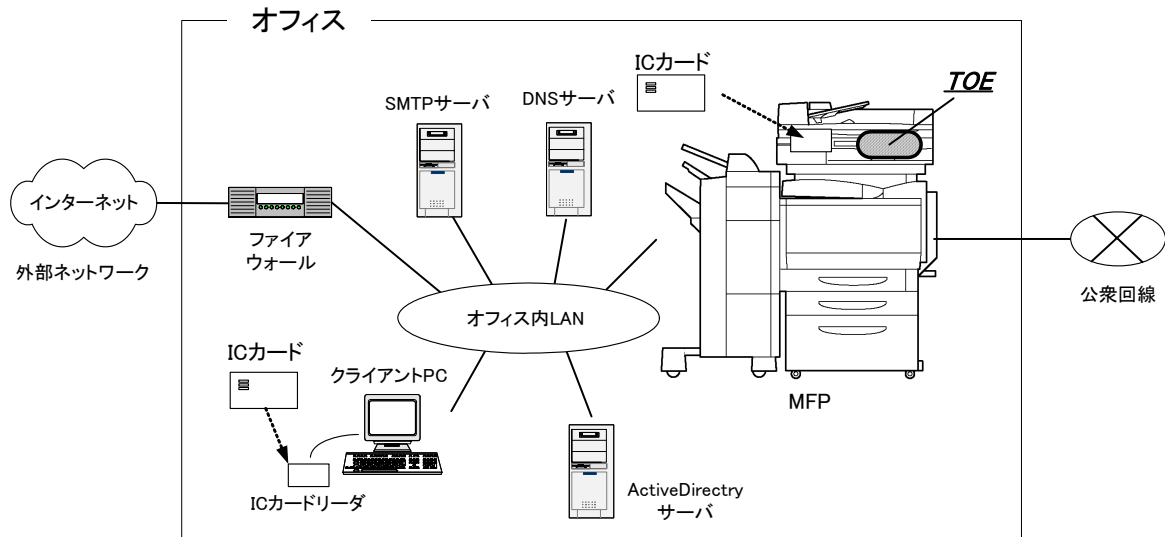 オフィス
ICカード
TOE
SMTPサーバ
DNSサーバ
インターネット
外部ネットワーク
ファイア
ウォール
公衆回線
オフィス内LAN
ICカード
クライアントPC
MFP
ICカードリーダ
ActiveDirectry
サーバ